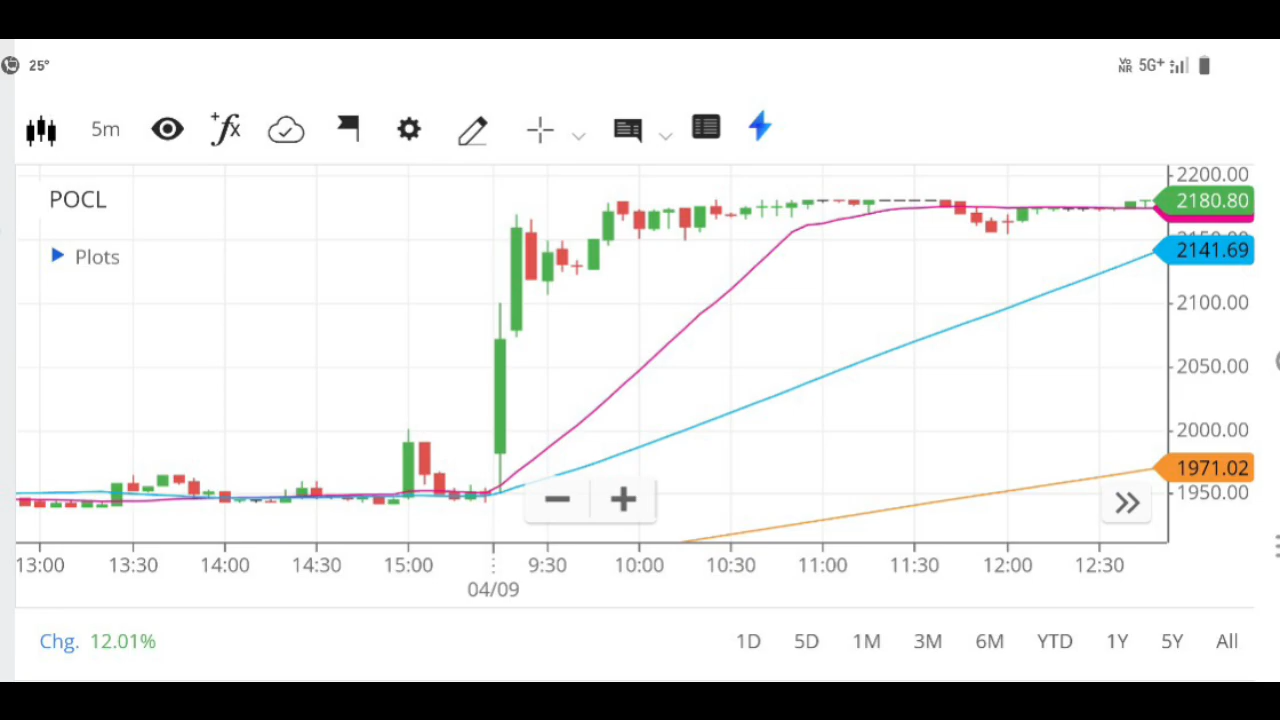 25°
Vo NR 5G+
5m
+fx
2200.00
POCL
2180.80
2141.69
Plots
2100.00
2050.00
2000.00
1971.02
1950.00
13:00 13:30 14:00 14:30 15:00 9:30 10:00 10:30 11:00 11:30 12:00 12:30
04/09
Chg. 12.01% 1D 5D 1M 3M 6M YTD 1Y 5Y All